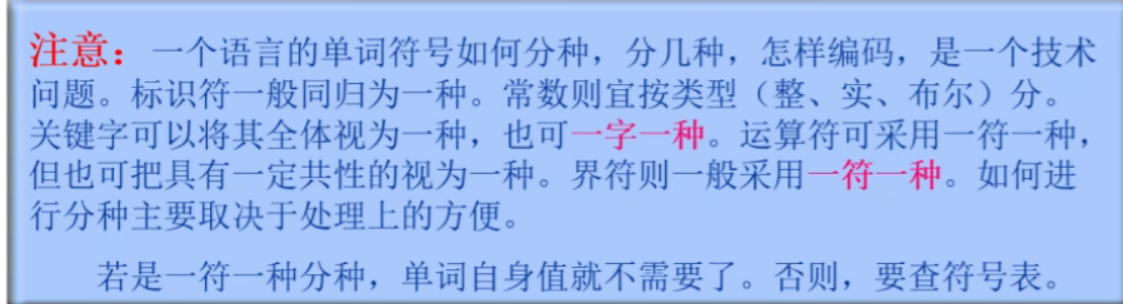 注意：一个语言的单词符号如何分种，分几种，怎样编码，是一个技术
问题。标识符一般同归为一种。常数则宜按类型（整、实、布尔）分。
关键字可以将其全体视为一种，也可一字一种。运算符可采用一符一种，
但也可把具有一定共性的视为一种。界符则一般采用一符一种。如何进
行分种主要取决于处理上的方便。
若是一符一种分种，单词自身值就不需要了。否则，要查符号表。